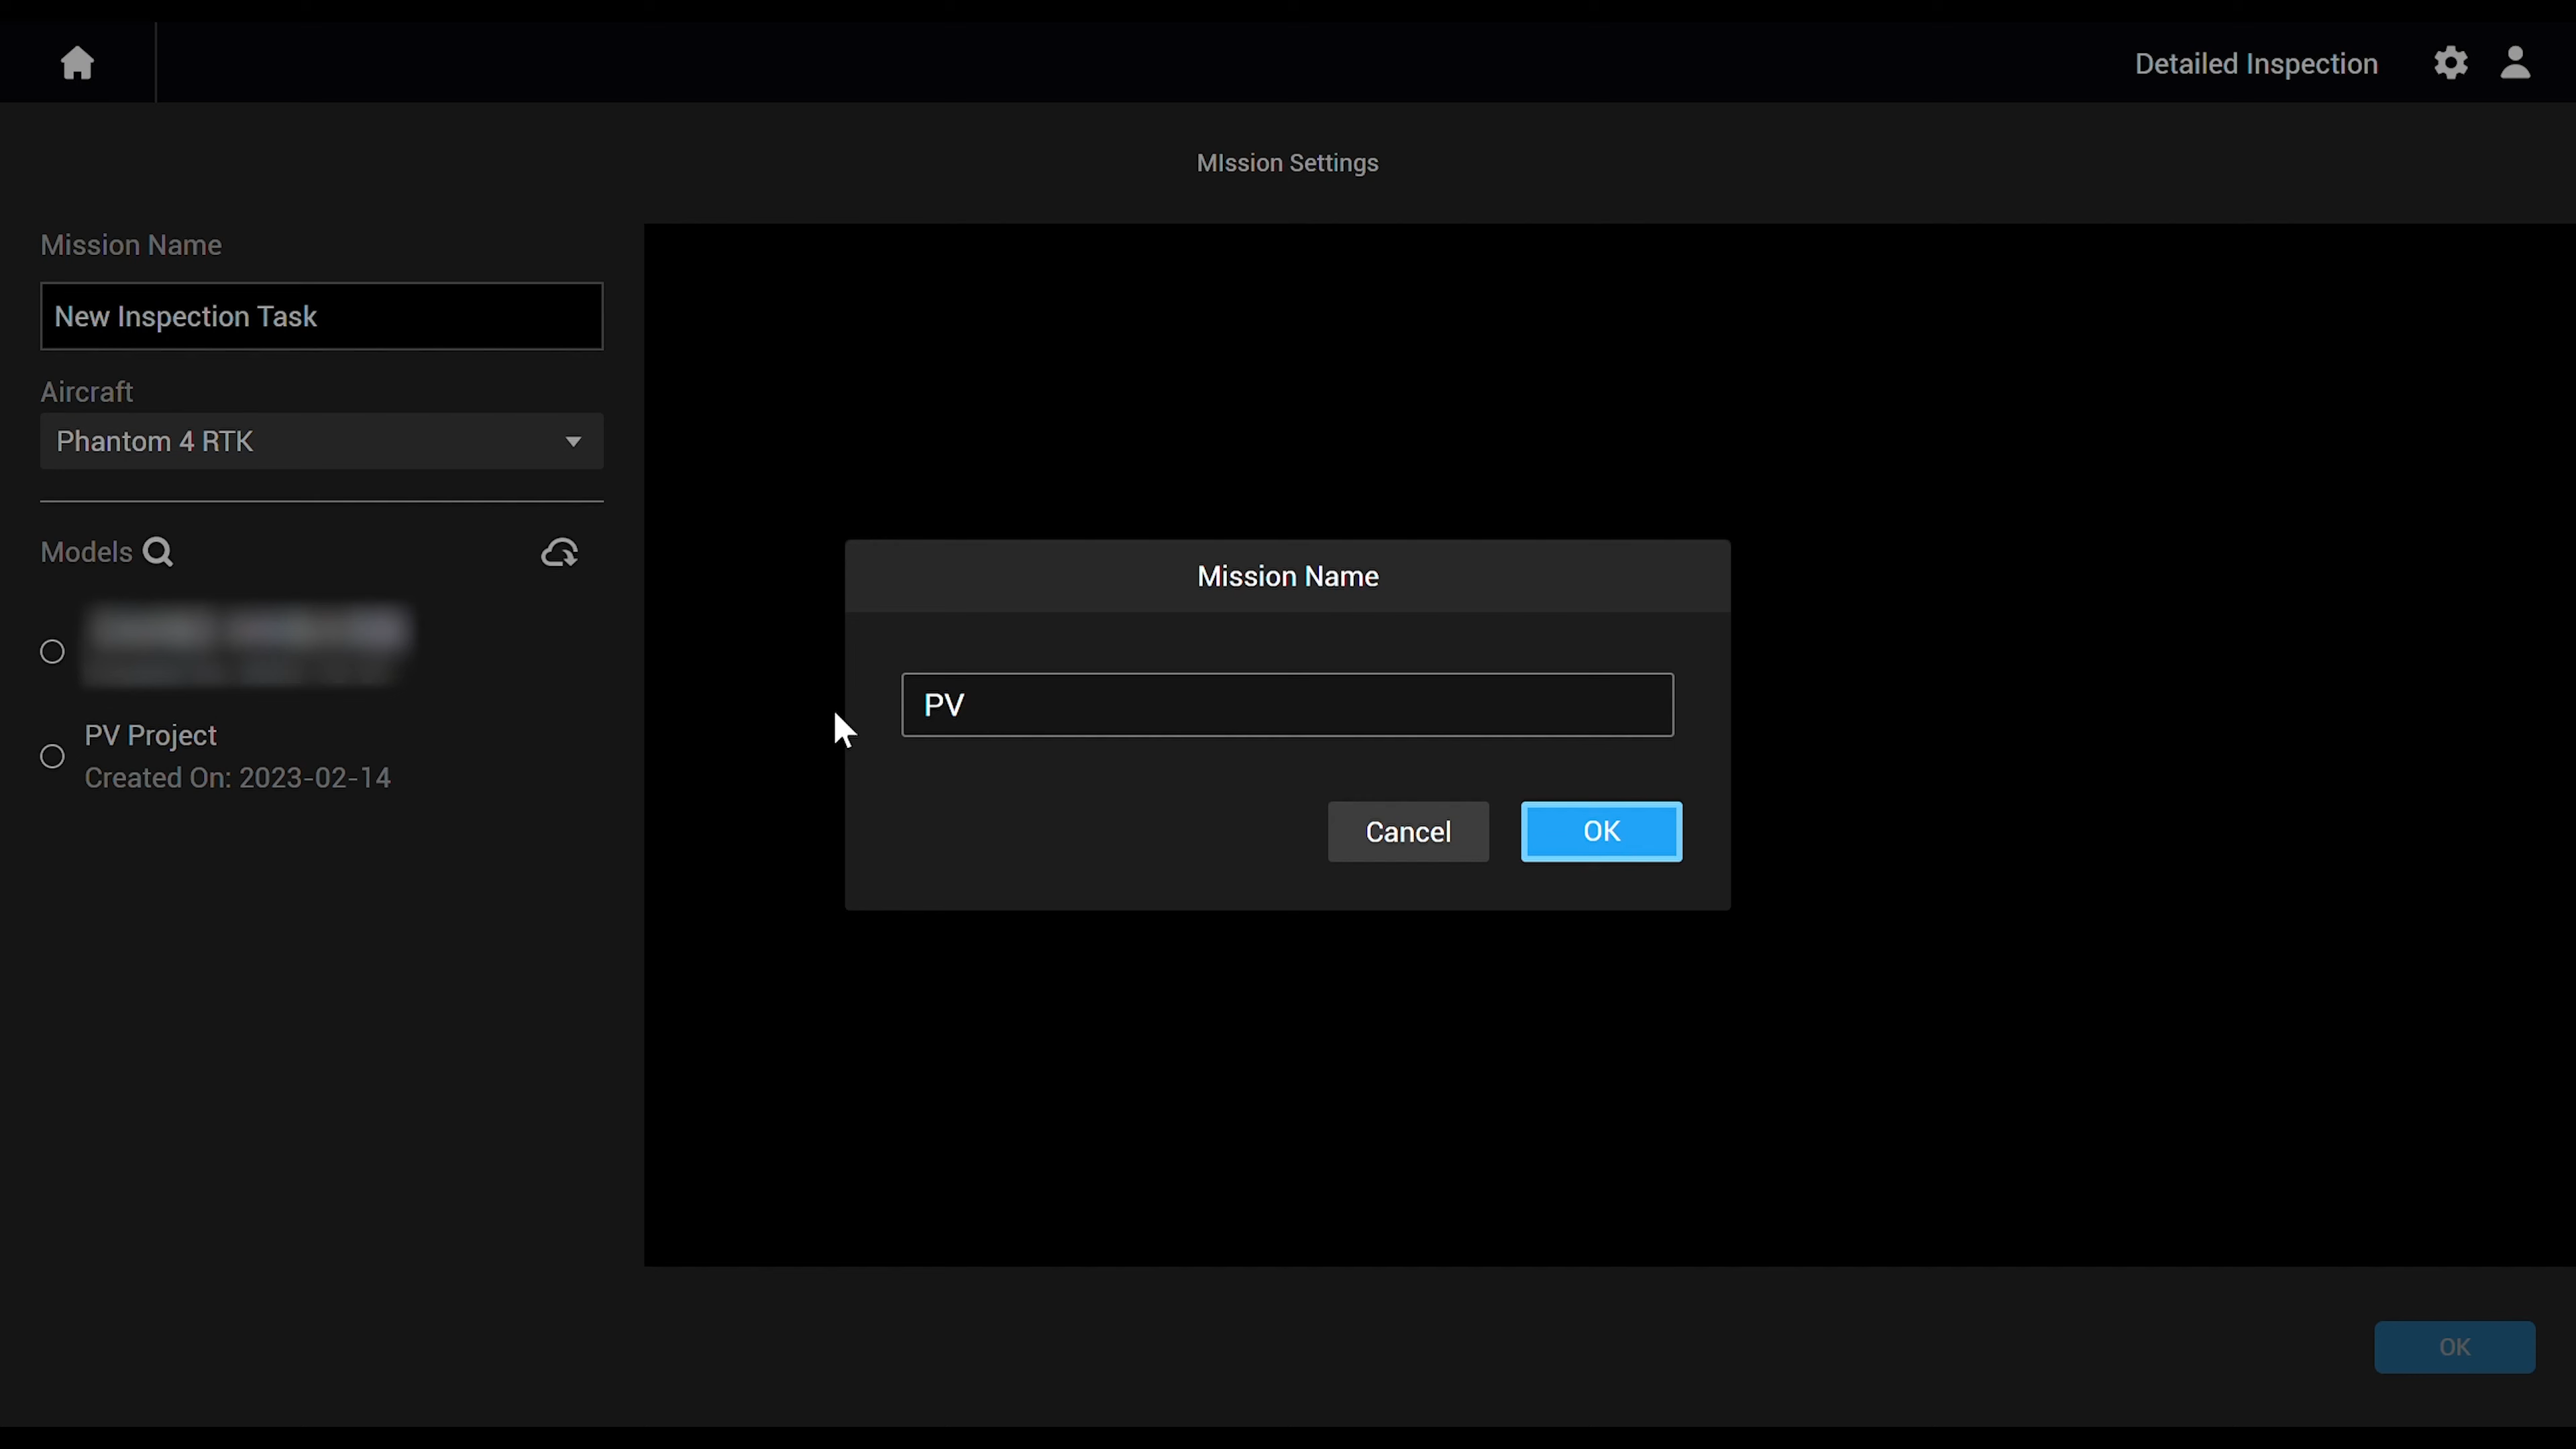 Detailed Inspection
MIssion Settings
Mission Name
New Inspection Task
Aircraft
Phantom 4 RTK
Models
PV Project
Created On: 2023-02-14
Mission Name
PV
Cancel
OK
OK